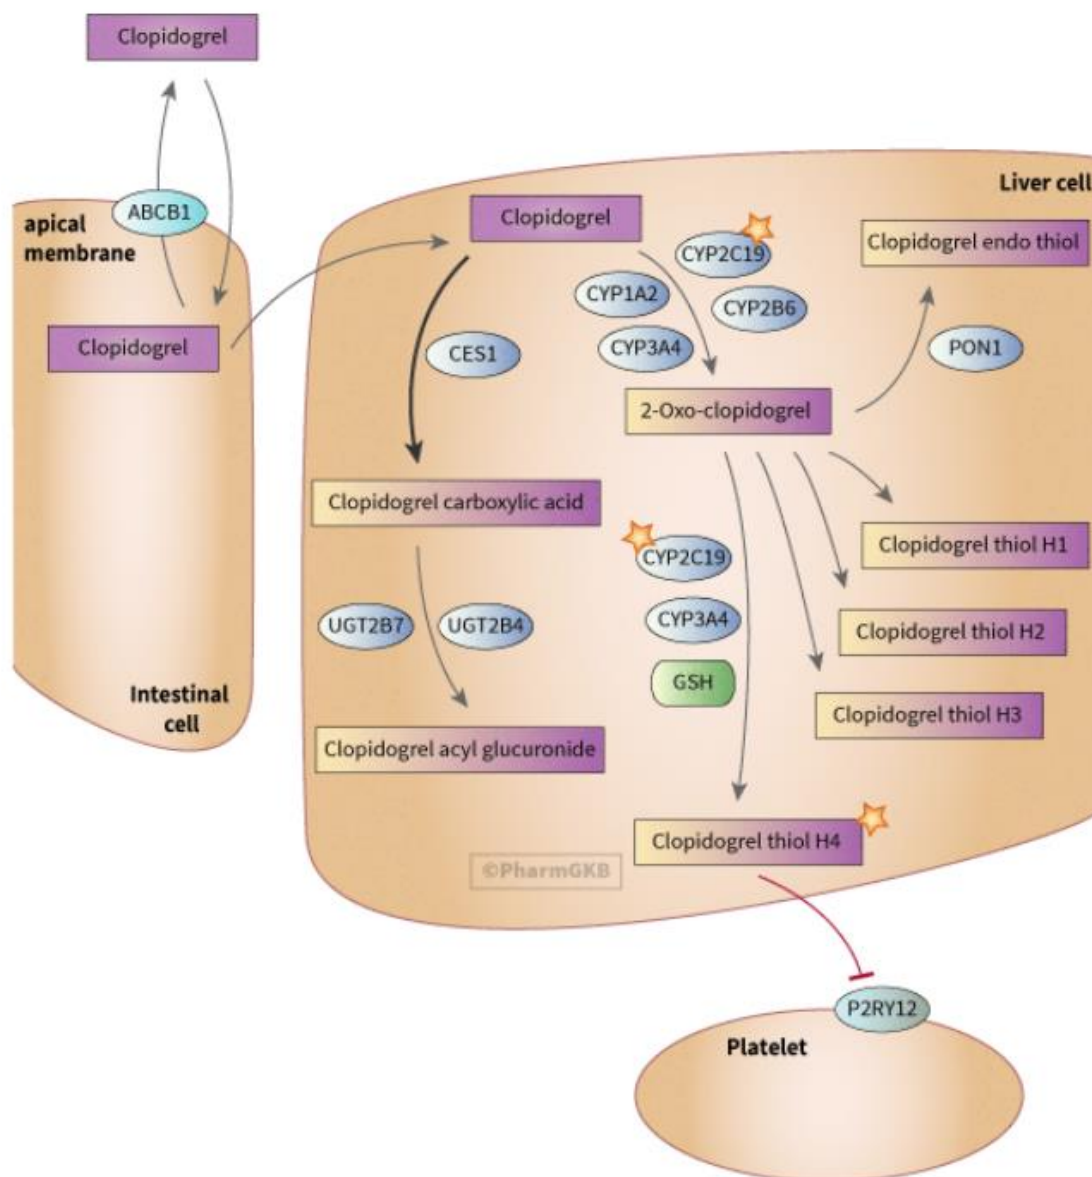 Clopidogrel
ABCB1
apical
membrane
Clopidogrel
Intestinal
cell
Liver cell
Clopidogrel
CYP2C19
CYP1A2
CYP2B6
CYP3A4
CES1
Clopidogrel endo thiol
PON1
2-Oxo-clopidogrel
Clopidogrel carboxylic acid
CYP2C19
CYP3A4
GSH
Clopidogrel thiol H1
Clopidogrel thiol H2
Clopidogrel thiol H3
UGT2B7
UGT2B4
Clopidogrel acyl glucuronide
Clopidogrel thiol H4
©PharmGKB
P2RY12
Platelet